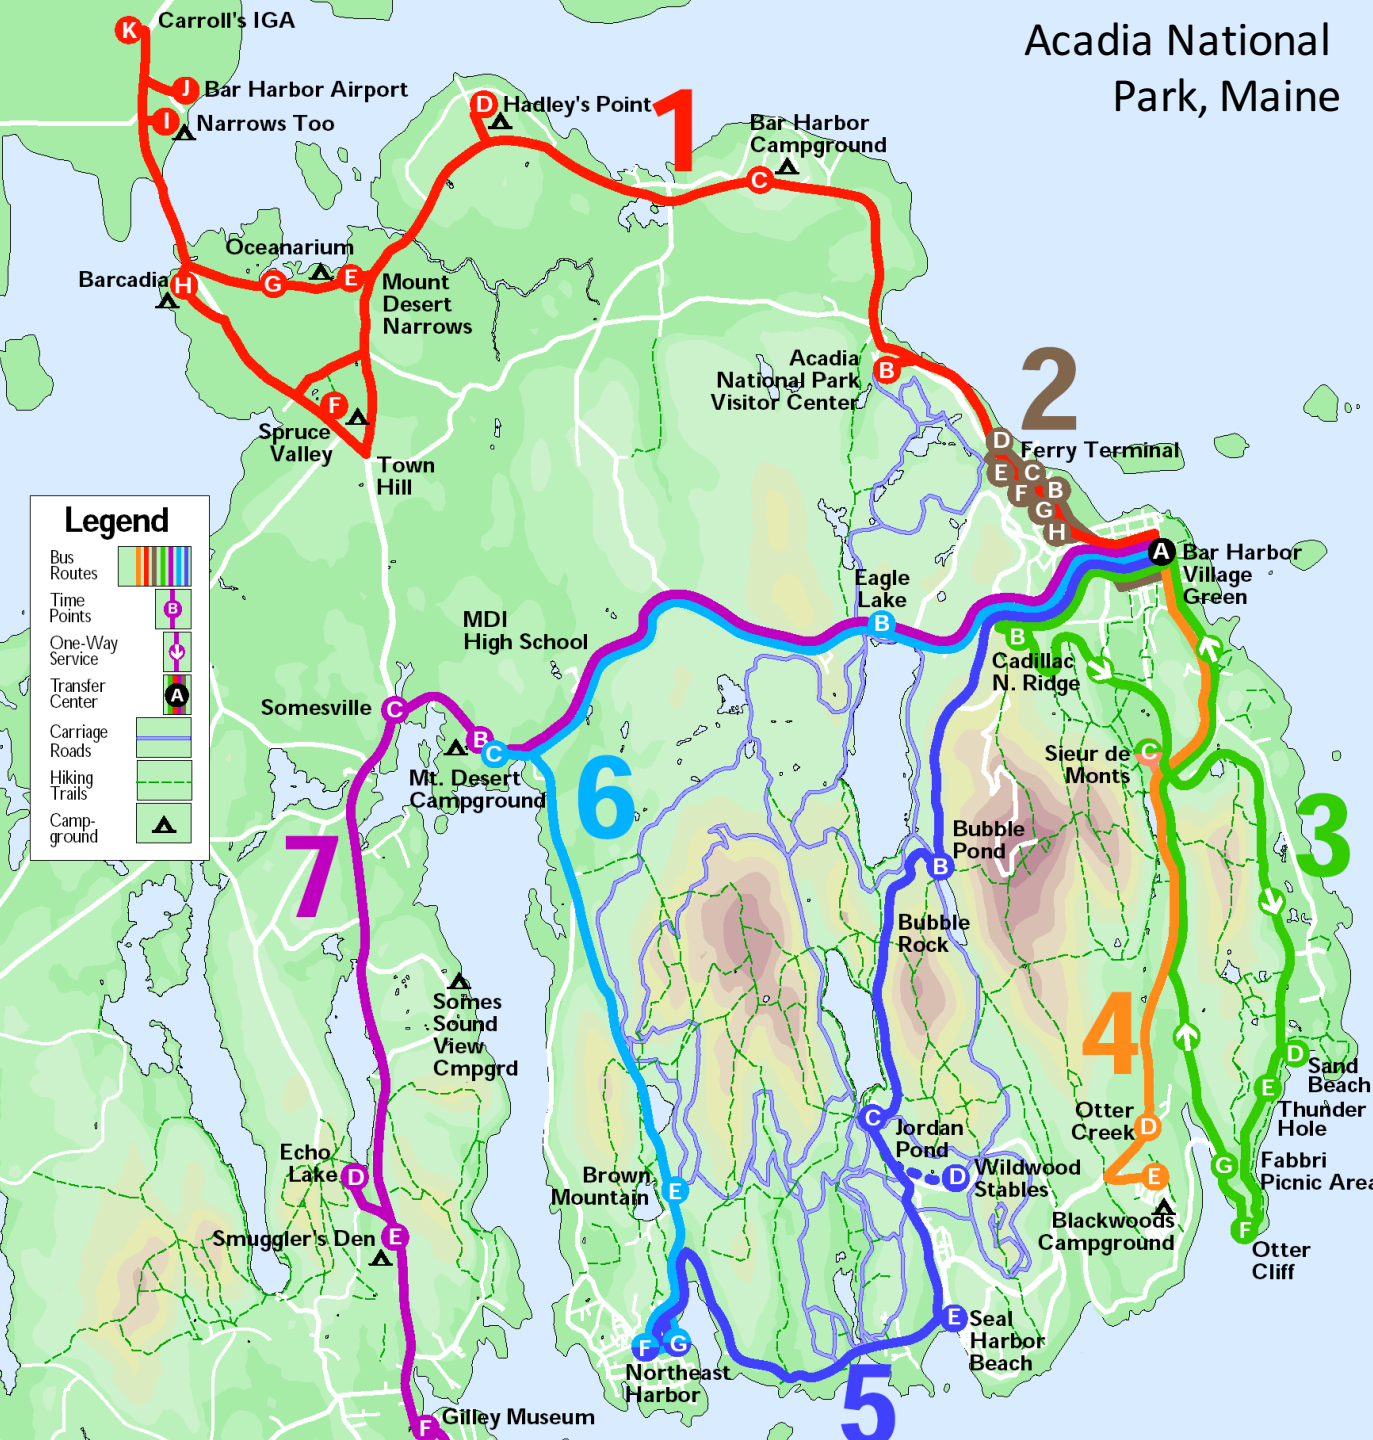 Acadia National
Park, Maine
K
Carroll's IGA
J
Bar Harbor Airport
I
Narrows Too
D
Hadley's Point
1
Bar Harbor
Campground
C
Oceanarium
Barcadia
H
G
E
Mount
Desert
Narrows
F
Spruce
Valley
Town
Hill
Acadia
National Park
Visitor Center
B
2
D
Ferry Terminal
E
C
F
B
G
H
A
Bar Harbor
Village
Green
Legend
Bus
Routes
Time
Points
B
One-Way
Service
Transfer
Center
A
Carriage
Roads
Hiking
Trails
Camp-
ground
MDI
High School
Eagle
Lake
B
B
Cadillac
N. Ridge
Somesville
C
B
C
Mt. Desert
Campground
6
Sieur de
Monts
C
7
3
Bubble
Pond
B
Bubble
Rock
Somes
Sound
View
Cmpgrd
4
D
Sand
Beach
E
Thunder
Hole
C
Jordan
Pond
Otter
Creek
D
Echo
Lake
D
Brown
Mountain
E
D
Wildwood
Stables
E
G
Fabbri
Picnic Area
Blackwoods
Campground
F
Otter
Cliff
Smuggler's Den
E
E
Seal
Harbor
Beach
F
G
Northeast
Harbor
5
F
Gilley Museum